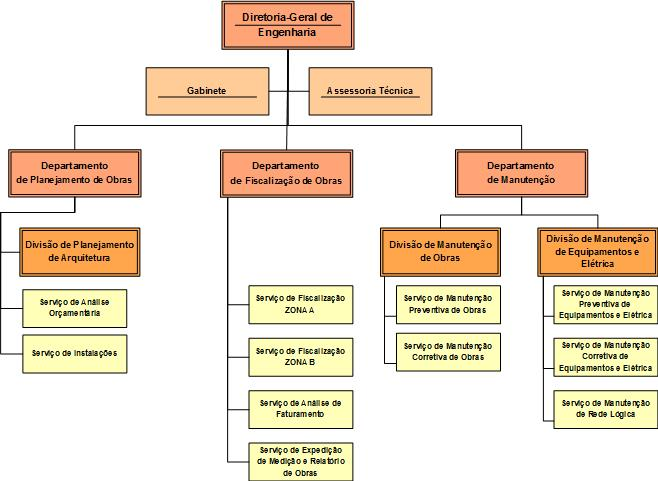 Diretoria-Geral de
Engenharia
Gabinete
Assessoria Técnica
Departamento
de Planejamento de Obras
Departamento
de Fiscalização de Obras
Departamento
de Manutenção
Divisão de Planejamento
de Arquitetura
Divisão de Manutenção
de Obras
Divisão de Manutenção
de Equipamentos e
Elétrica
Serviço de Análise
Orçamentária
Serviço de Instalações
Serviço de Fiscalização
ZONA A
Serviço de Fiscalização
ZONA B
Serviço de Análise de
Faturamento
Serviço de Expedição
de Medição e Relatório
de Obras
Serviço de Manutenção
Preventiva de Obras
Serviço de Manutenção
Corretiva de Obras
Serviço de Manutenção
Preventiva de
Equipamentos e Elétrica
Serviço de Manutenção
Corretiva de
Equipamentos e Elétrica
Serviço de Manutenção
de Rede Lógica